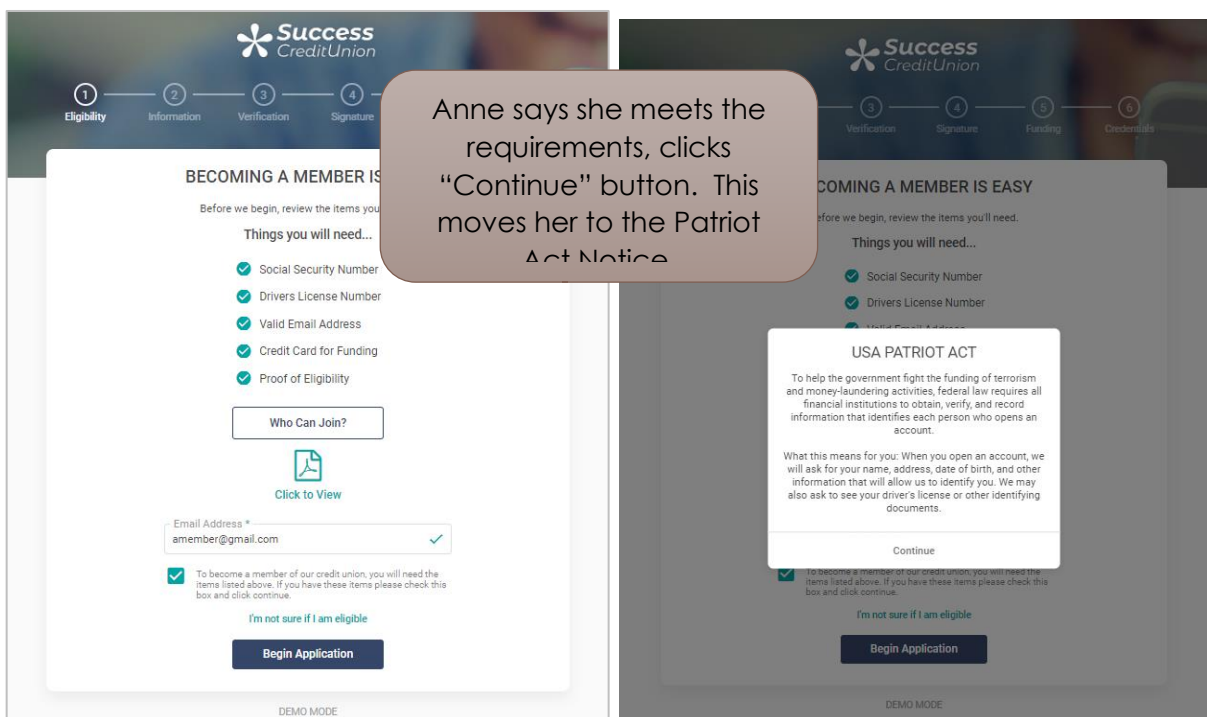 Success
CreditUnion
1 2 3 4
Eligibility Information Verification Signature
BECOMING A MEMBER IS
Before we begin, review the items you
Things you will need...
Social Security Number
Drivers License Number
Valid Email Address
Credit Card for Funding
Proof of Eligibility
Who Can Join?
Click to View
Email Address *
amember@gmail.com
To become a member of our credit union, you will need the
items listed above. If you have these items please check this
box and click continue.
I'm not sure if I am eligible
Begin Application
DEMO MODE
Anne says she meets the
requirements, clicks
“Continue” button. This
moves her to the Patriot
Act Notice
Success
CreditUnion
3 4 5 6
Verification Signature Funding Credentials
COMING A MEMBER IS EASY
efore we begin, review the items you'll need.
Things you will need...
Social Security Number
Drivers License Number
Valid Email Address
USA PATRIOT ACT
To help the government fight the funding of terrorism
and money-laundering activities, federal law requires all
financial institutions to obtain, verify, and record
information that identifies each person who opens an
account.
What this means for you: When you open an account, we
will ask for your name, address, date of birth, and other
information that will allow us to identify you. We may
also ask to see your driver's license or other identifying
documents.
Continue
To become a member of our credit union, you will need the
items listed above. If you have these items please check this
box and click continue.
I'm not sure if I am eligible
Begin Application
DEMO MODE